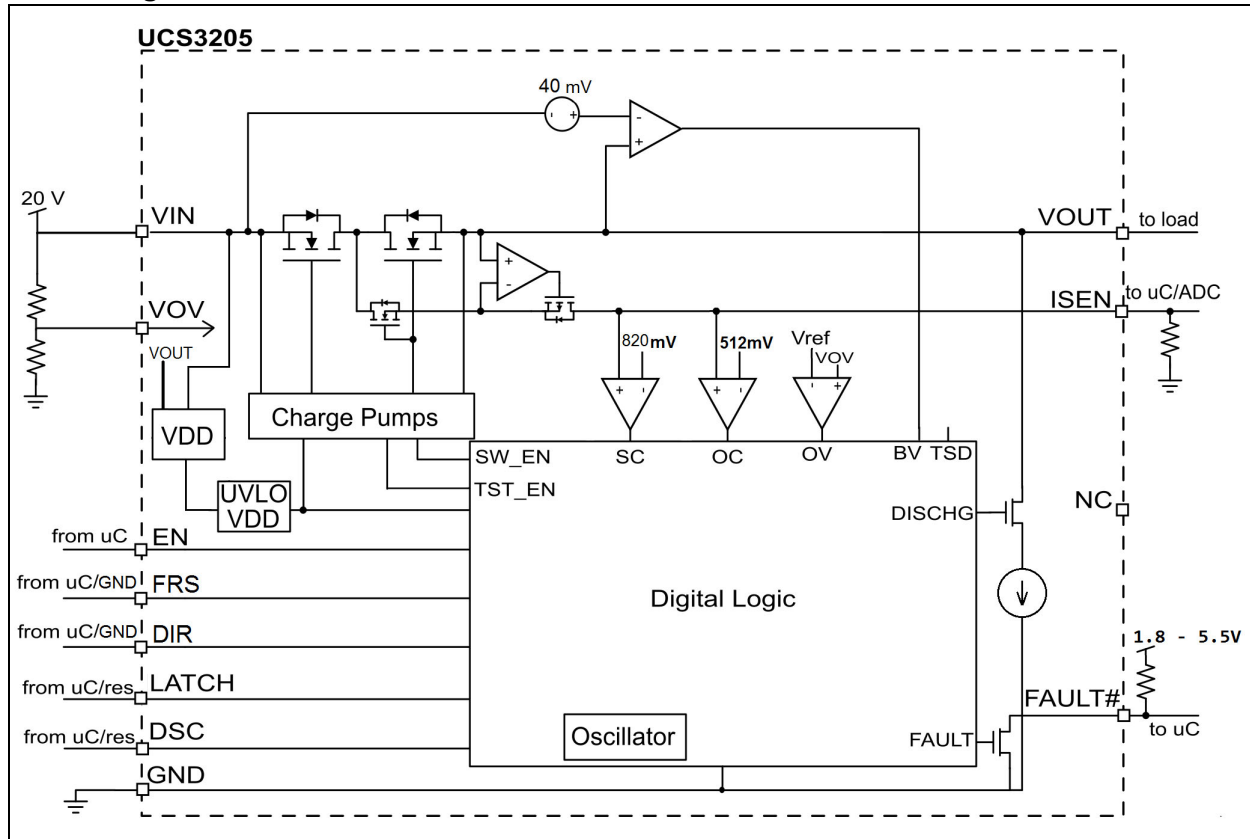 UCS3205
40 mV
-
+
-
+
20 V
VIN
VOUT
to load
+
-
ISEN
to uC/ADC
VOV
VOUT
820mV
512mV
Vref
VOV
+
-
+
-
-
+
Charge Pumps
VDD
SW_EN
SC
OC
OV
BV
TSD
TST_EN
UVLO
VDD
DISCHG
NC
from uC
EN
from uC/GND
FRS
Digital Logic
from uC/GND
DIR
1.8 - 5.5V
from uC/res
LATCH
FAULT#
from uC/res
DSC
Oscillator
FAULT
to uC
GND